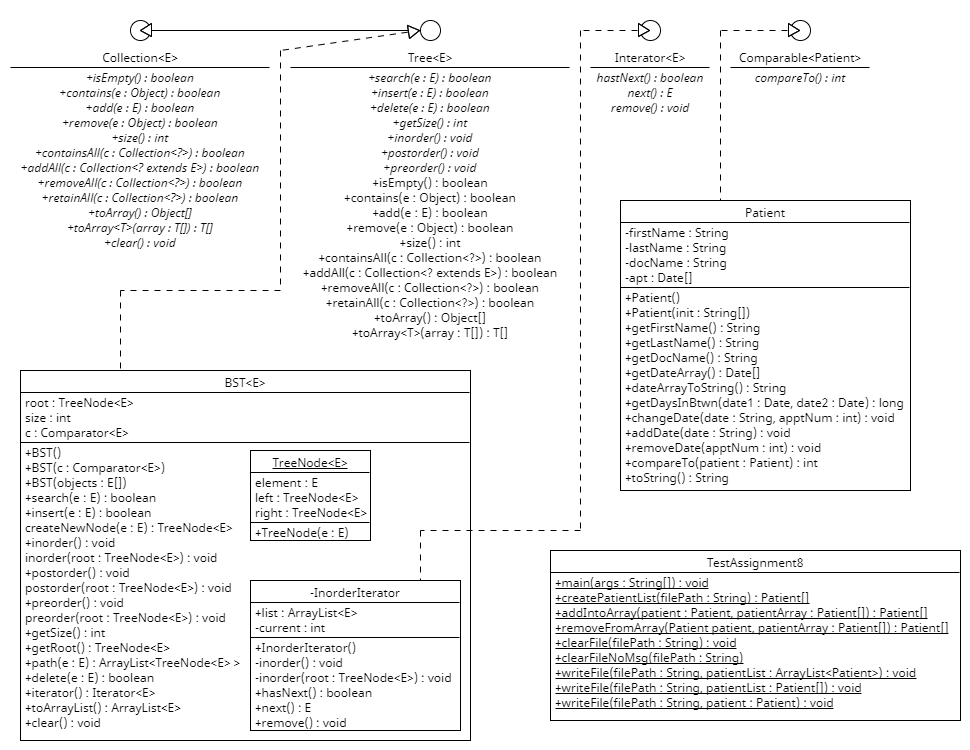 Collection<E>
+isEmpty() : boolean
+contains(e : Object) : boolean
+add(e : E) : boolean
+remove(e : Object) : boolean
+size() : int
+containsAll(c : Collection<?>) : boolean
+addAll(c : Collection<? extends E>) : boolean
+removeAll(c : Collection<?>) : boolean
+retainAll(c : Collection<?>) : boolean
+toArray() : Object[]
+toArray<T>(array : T[]) : T[]
+clear() : void
Tree<E>
+search(e : E) : boolean
+insert(e : E) : boolean
+delete(e : E) : boolean
+getSize() : int
+inorder() : void
+postorder() : void
+preorder() : void
+isEmpty() : boolean
+contains(e : Object) : boolean
+add(e : E) : boolean
+remove(e : Object) : boolean
+size() : int
+containsAll(c : Collection<?>) : boolean
+addAll(c : Collection<? extends E>) : boolean
+removeAll(c : Collection<?>) : boolean
+retainAll(c : Collection<?>) : boolean
+toArray() : Object[]
+toArray<T>(array : T[]) : T[]
Interator<E>
hastNext() : boolean
next() : E
remove() : void
Comparable<Patient>
compareTo() : int
Patient
-firstName : String
-lastName : String
-docName : String
-apt : Date[]
+Patient()
+Patient(init : String[])
+getFirstName() : String
+getLastName() : String
+getDocName() : String
+getDateArray() : Date[]
+dateArrayToString() : String
+getDaysInBtwn(date1 : Date, date2 : Date) : long
+changeDate(date : String, apptNum : int) : void
+addDate(date : String) : void
+removeDate(apptNum : int) : void
+compareTo(patient : Patient) : int
+toString() : String
BST<E>
root : TreeNode<E>
size : int
c : Comparator<E>
+BST()
+BST(c : Comparator<E>)
+BST(objects : E[])
+search(e : E) : boolean
+insert(e : E) : boolean
createNewNode(e : E) : TreeNode<E>
+inorder() : void
inorder(root : TreeNode<E>) : void
+postorder() : void
postorder(root : TreeNode<E>) : void
+preorder() : void
preorder(root : TreeNode<E>) : void
+getSize() : int
+getRoot() : TreeNode<E>
+path(e : E) : ArrayList<TreeNode<E> >
+delete(e : E) : boolean
+iterator() : Iterator<E>
+toArrayList() : ArrayList<E>
+clear() : void
TreeNode<E>
element : E
left : TreeNode<E>
right : TreeNode<E>
+TreeNode(e : E)
-InorderIterator
+list : ArrayList<E>
-current : int
+InorderIterator()
-inorder() : void
-inorder(root : TreeNode<E>) : void
+hasNext() : boolean
+next() : E
+remove() : void
TestAssignment8
+main(args : String[]) : void
+createPatientList(filePath : String) : Patient[]
+addIntoArray(patient : Patient, patientArray : Patient[]) : Patient[]
+removeFromArray(Patient patient, patientArray : Patient[]) : Patient[]
+clearFile(filePath : String) : void
+clearFileNoMsg(filePath : String)
+writeFile(filePath : String, patientList : ArrayList<Patient>) : void
+writeFile(filePath : String, patientList : Patient[]) : void
+writeFile(filePath : String, patient : Patient) : void